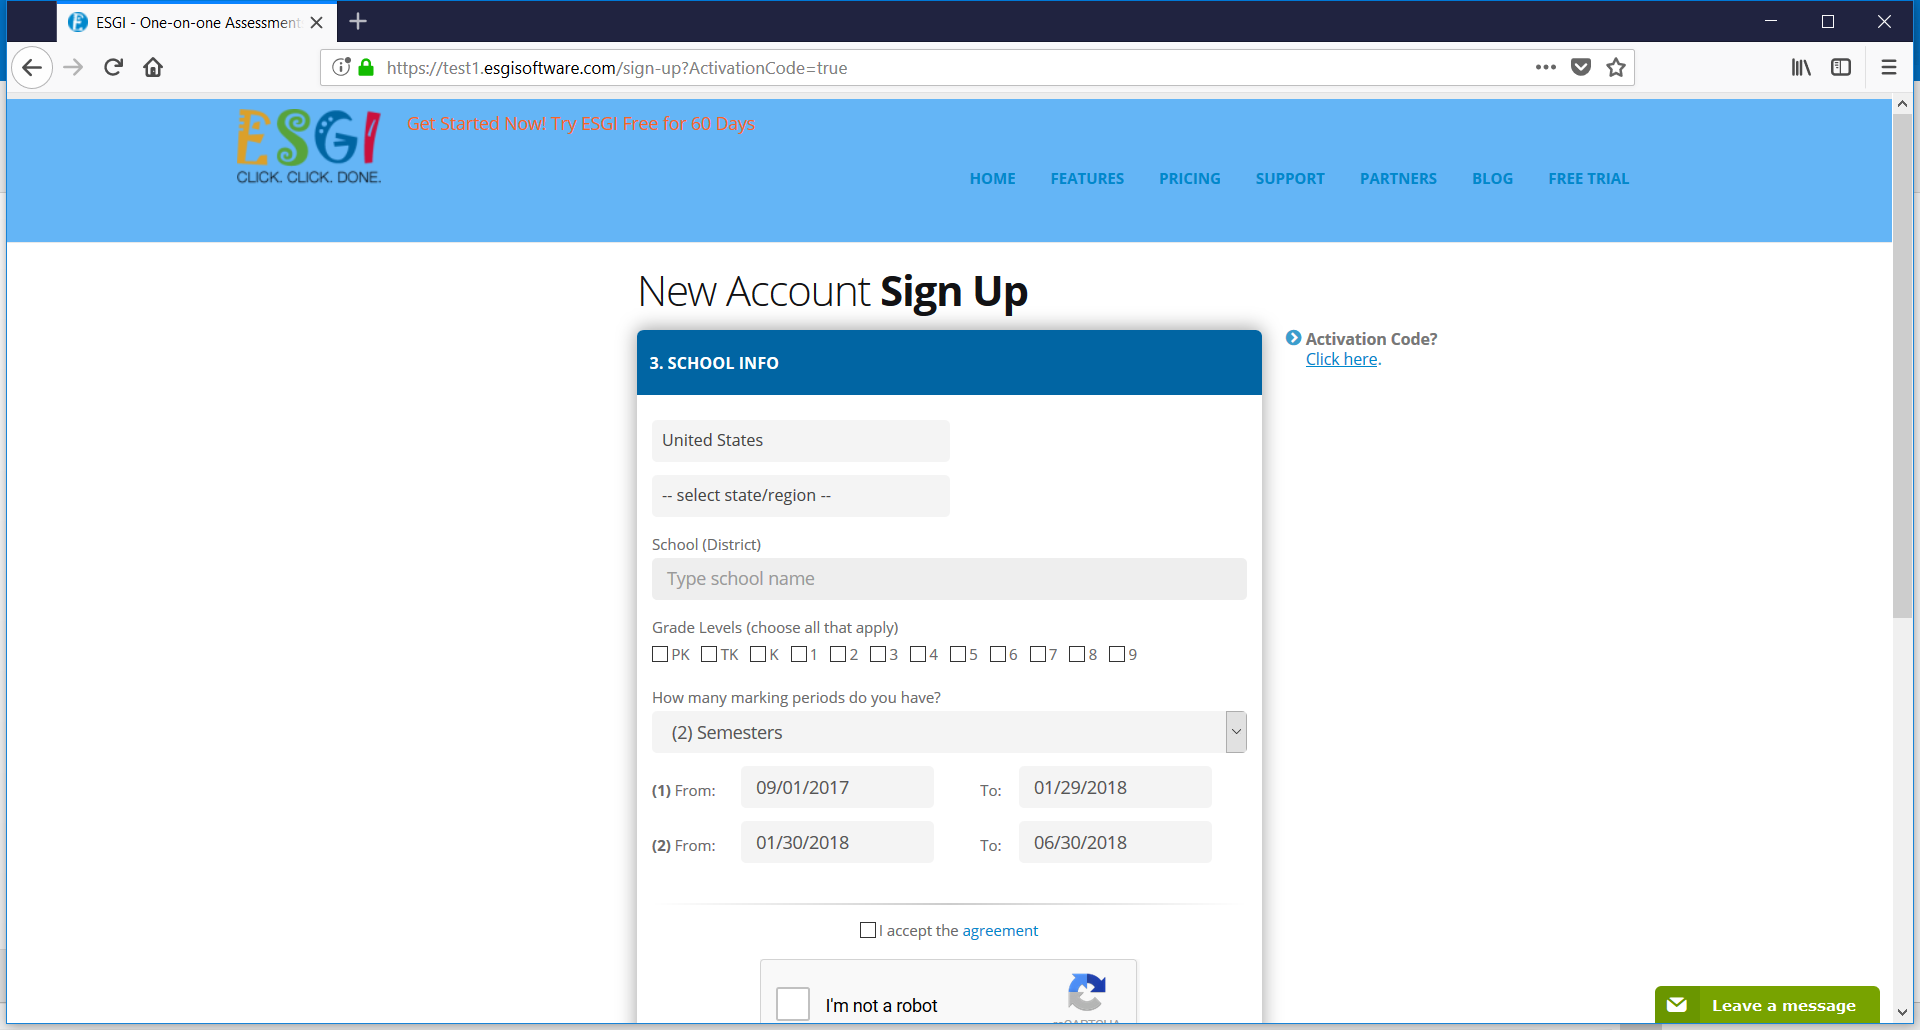 ESGI - One-on-one Assessment
https://test1.esgisoftware.com/sign-up?ActivationCode=true
ESGI
CLICK. CLICK. DONE.
Get Started Now! Try ESGI Free for 60 Days
HOME FEATURES PRICING SUPPORT PARTNERS BLOG FREE TRIAL
New Account Sign Up
3. SCHOOL INFO
Activation Code?
Click here.
United States
-- select state/region --
School (District)
Type school name
Grade Levels (choose all that apply)
PK TK K 1 2 3 4 5 6 7 8 9
How many marking periods do you have?
(2) Semesters
(1) From: 09/01/2017 To: 01/29/2018
(2) From: 01/30/2018 To: 06/30/2018
I accept the agreement
I'm not a robot
Leave a message